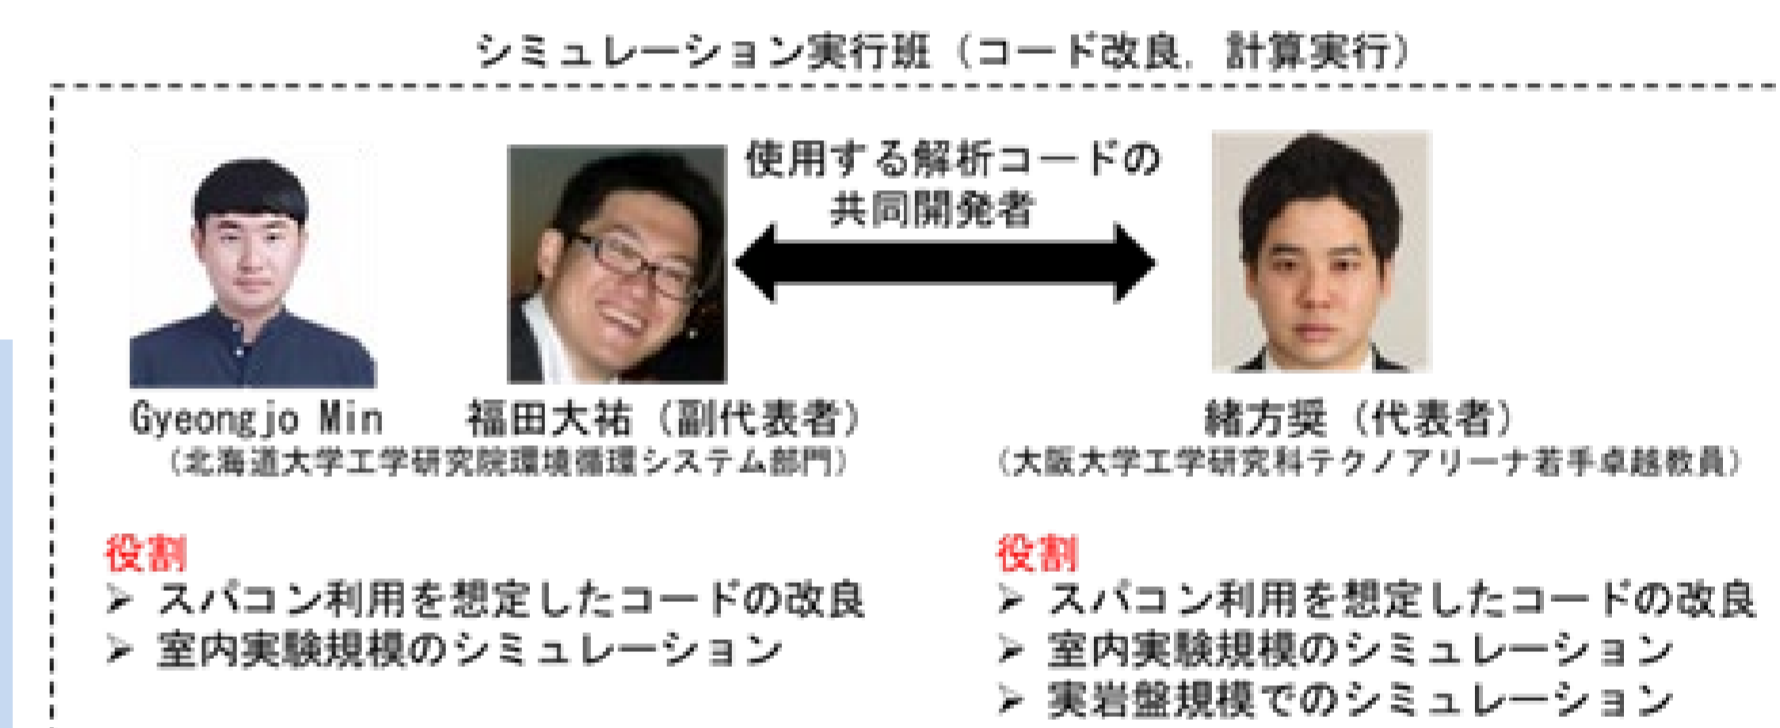 シミュレーション実行班（コード改良，計算実行）
使用する解析コードの
共同開発者
Gyeongjo Min
福田大祐（副代表者）
（北海道大学工学研究院環境循環システム部門）
緒方奨（代表者）
（大阪大学工学研究科テクノアリーナ若手卓越教員）
役割
➢ スパコン利用を想定したコードの改良
➢ 室内実験規模のシミュレーション
役割
➢ スパコン利用を想定したコードの改良
➢ 室内実験規模のシミュレーション
➢ 実岩盤規模でのシミュレーション